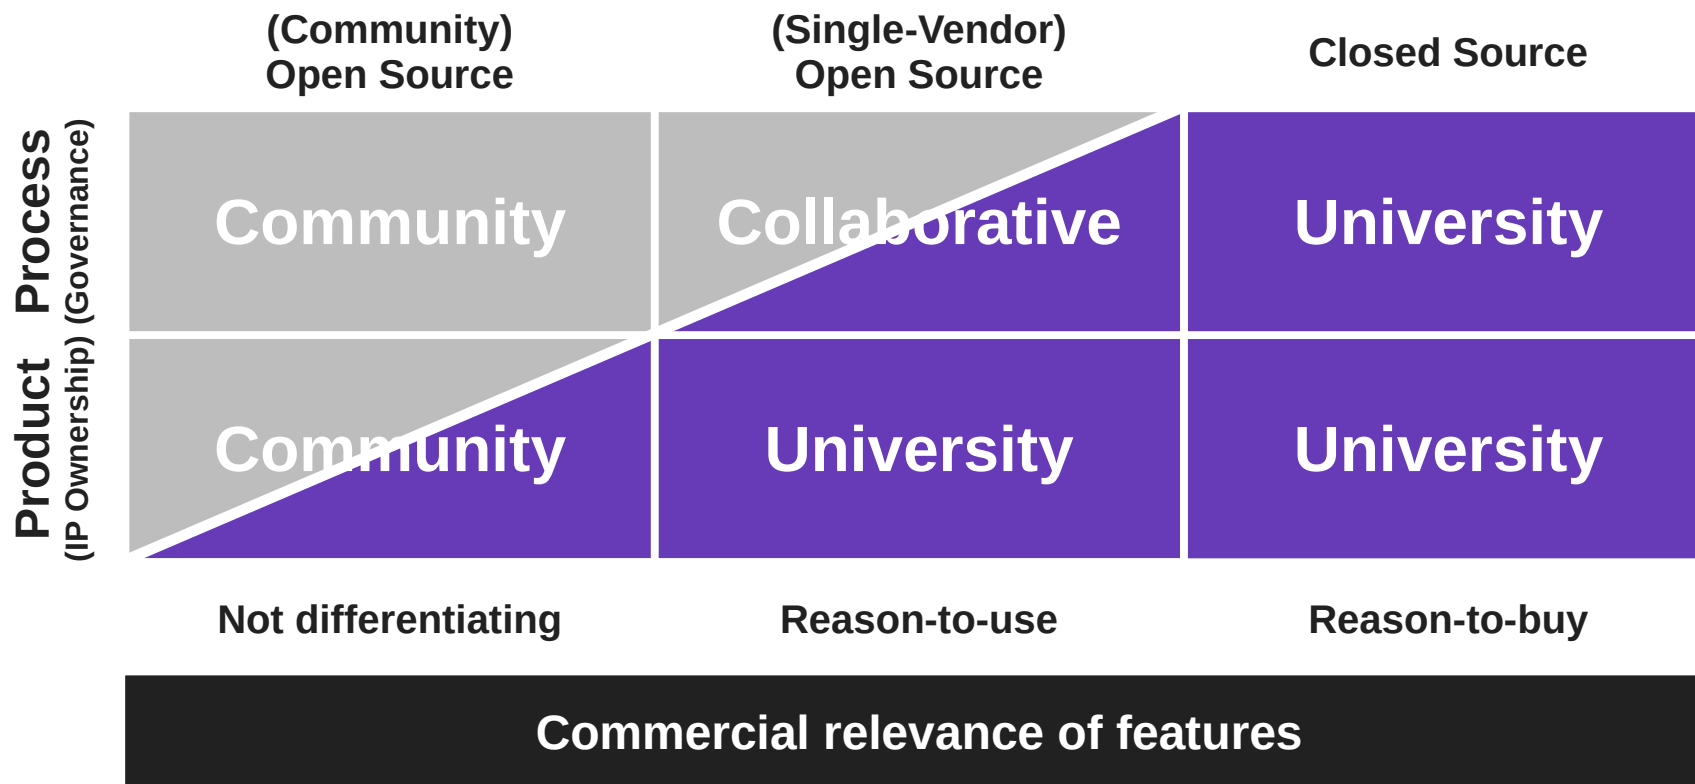 (Community)
Open Source
(Single-Vendor)
Open Source
Closed Source
Process
(Governance)
Community
Collaborative
University
Product
(IP Ownership)
Community
University
University
Not differentiating
Reason-to-use
Reason-to-buy
Commercial relevance of features